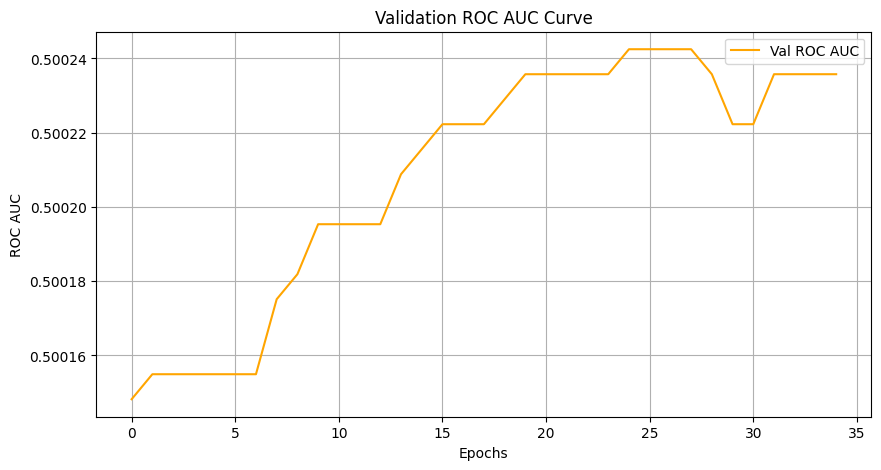 Validation ROC AUC Curve
Val ROC AUC
0.50024
0.50022
0.50020
0.50018
0.50016
ROC AUC
0 5 10 15 20 25 30 35
Epochs